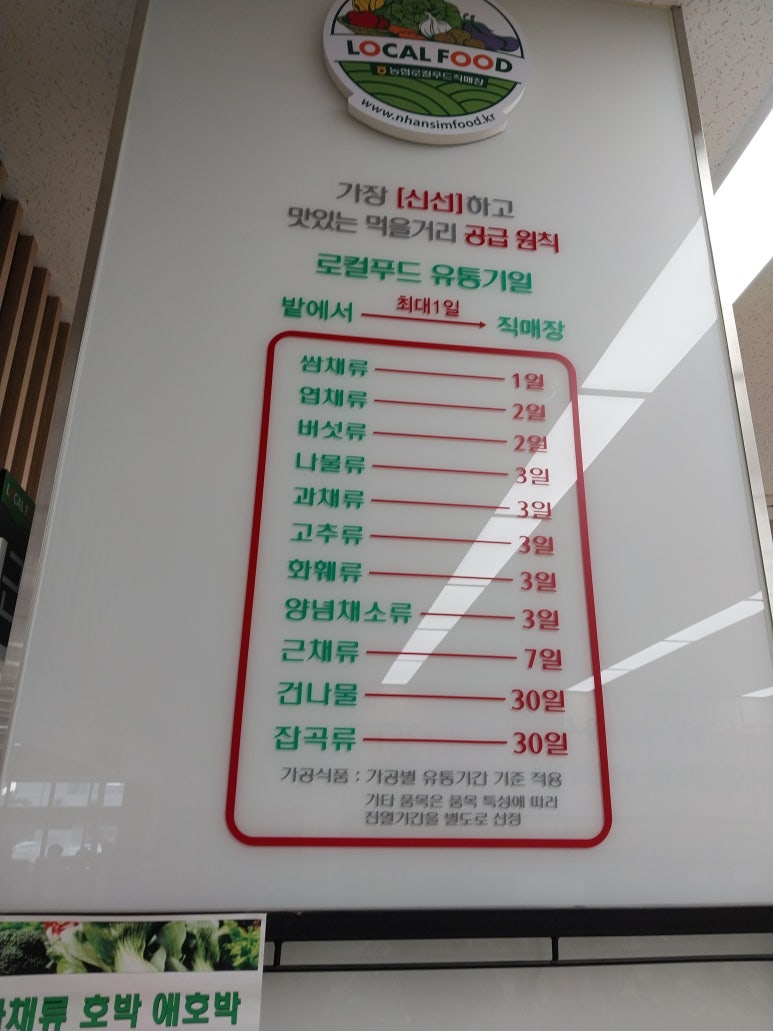 LOCAL FOOD
농협로컬푸드직매장
www.nhansimfood.kr
가장 [신선]하고
맛있는 먹을거리 공급 원칙
로컬푸드 유통기일
밭에서 최대1일 직매장
쌈채류 1일
엽채류 2일
버섯류 2일
나물류 3일
과채류 3일
고추류 3일
화훼류 3일
양념채소류 3일
근채류 7일
건나물 30일
잡곡류 30일
가공식품 : 가공별 유통기간 기준 적용
기타 품목은 품목 특성에 따라
진열기간을 별도로 산정
채류 호박 애호박